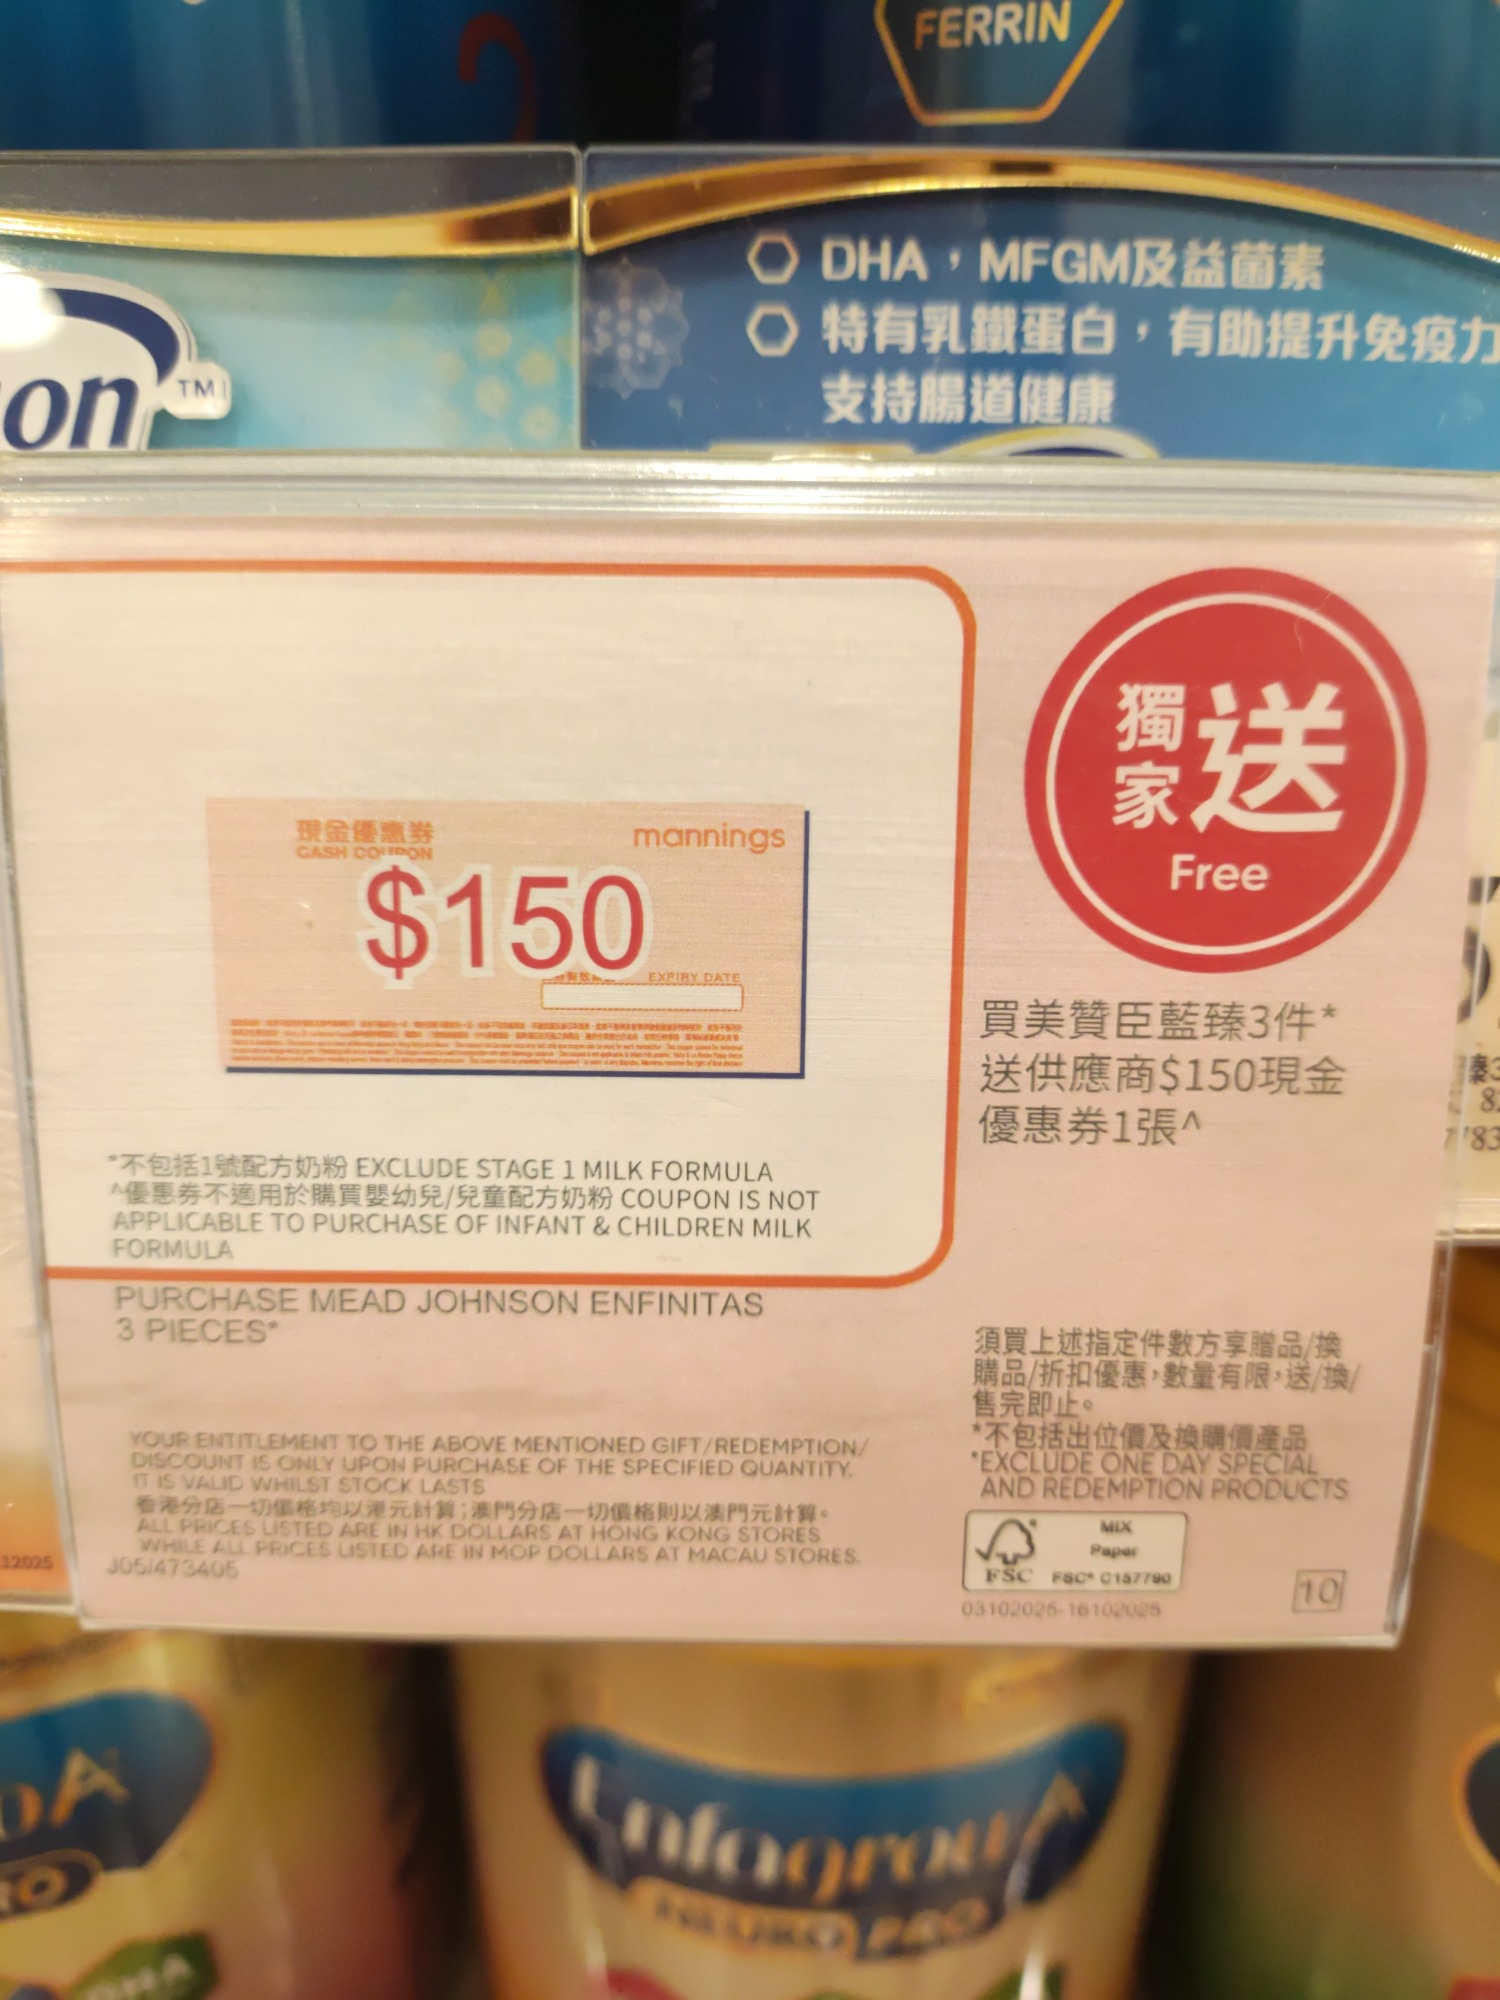 FERRIN
on TM
DHA，MFGM及益菌素
特有乳鐵蛋白，有助提升免疫力
支持腸道健康
獨家送
Free
現金優惠券
CASH COUPON
mannings
$150
EXPIRY DATE
買美贊臣藍臻3件*
送供應商$150現金
優惠券1張^
*不包括1號配方奶粉 EXCLUDE STAGE 1 MILK FORMULA
^優惠券不適用於購買嬰幼兒/兒童配方奶粉 COUPON IS NOT
APPLICABLE TO PURCHASE OF INFANT & CHILDREN MILK
FORMULA
PURCHASE MEAD JOHNSON ENFINITAS
3 PIECES*
須買上述指定件數方享贈品/換
購品/折扣優惠，數量有限，送/換/
售完即止。
*不包括出位價及換購價產品
*EXCLUDE ONE DAY SPECIAL
AND REDEMPTION PRODUCTS
YOUR ENTITLEMENT TO THE ABOVE MENTIONED GIFT/REDEMPTION/
DISCOUNT IS ONLY UPON PURCHASE OF THE SPECIFIED QUANTITY.
IT IS VALID WHILST STOCK LASTS
香港分店一切價格均以港元計算；澳門分店一切價格則以澳門元計算。
ALL PRICES LISTED ARE IN HK DOLLARS AT HONG KONG STORES
WHILE ALL PRICES LISTED ARE IN MOP DOLLARS AT MACAU STORES.
J05/473405
FSC
MIX
Paper
FSC® C157790
03102025-16102025
10
12025
Enfagrow A+
NEURO PRO
DHA